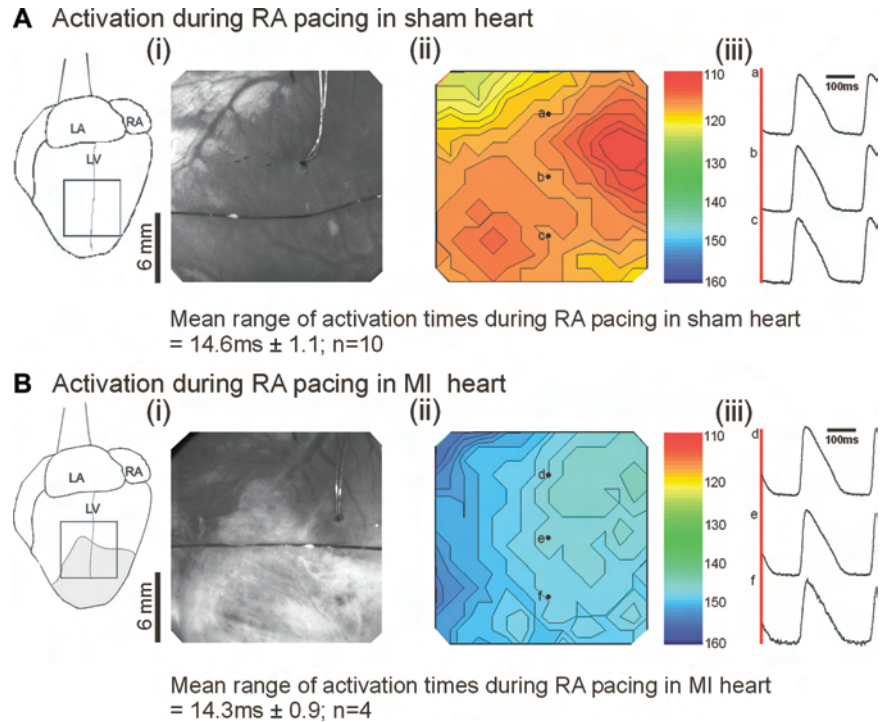 A Activation during RA pacing in sham heart
(i) (ii) (iii)
LA RA
LV
6 mm
a
b
c
110
120
130
140
150
160
a 100ms
b
c
Mean range of activation times during RA pacing in sham heart
= 14.6ms ± 1.1; n=10
B Activation during RA pacing in MI heart
(i) (ii) (iii)
LA RA
LV
6 mm
d
e
f
110
120
130
140
150
160
d 100ms
e
f
Mean range of activation times during RA pacing in MI heart
= 14.3ms ± 0.9; n=4